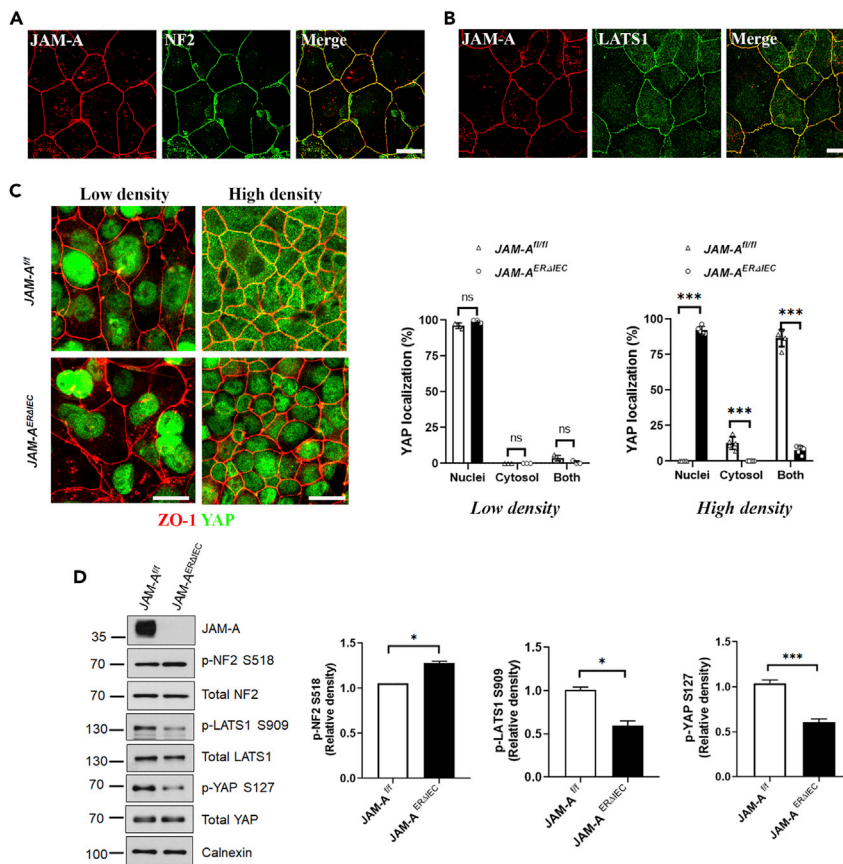 A
JAM-A NF2 Merge
B
JAM-A LATS1 Merge
C
Low density High density
JAM-A^f/f
JAM-A^ERΔIEC
ZO-1 YAP
JAM-A^fl/fl
JAM-A^ERΔIEC
ns
ns
ns
YAP localization (%)
100
75
50
25
0
Nuclei Cytosol Both
Low density
JAM-A^fl/fl
JAM-A^ERΔIEC
***
***
***
YAP localization (%)
100
75
50
25
0
Nuclei Cytosol Both
High density
D
JAM-A^f/f JAM-A^ERΔIEC
35 JAM-A
70 p-NF2 S518
70 Total NF2
130 p-LATS1 S909
130 Total LATS1
70 p-YAP S127
70 Total YAP
100 Calnexin
p-NF2 S518
(Relative density)
1.5
1.0
0.5
0.0
*
JAM-A^f/f
JAM-A^ERΔIEC
p-LATS1 S909
(Relative density)
1.5
1.0
0.5
0.0
*
JAM-A^f/f
JAM-A^ERΔIEC
p-YAP S127
(Relative density)
1.5
1.0
0.5
0.0
***
JAM-A^f/f
JAM-A^ERΔIEC